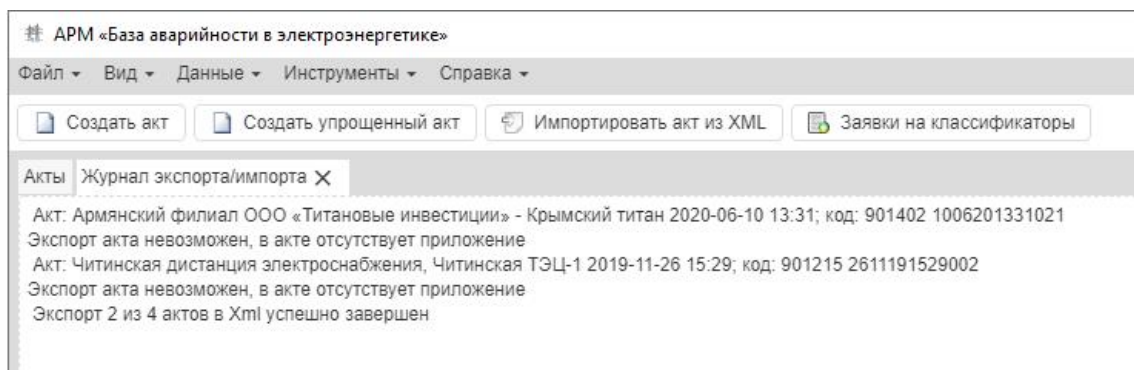 АРМ «База аварийности в электроэнергетике»
Файл Вид Данные Инструменты Справка
Создать акт Создать упрощенный акт Импортировать акт из XML Заявки на классификаторы
Акты Журнал экспорта/импорта
Акт: Армянский филиал ООО «Титановые инвестиции» - Крымский титан 2020-06-10 13:31; код: 901402 1006201331021
Экспорт акта невозможен, в акте отсутствует приложение
Акт: Читинская дистанция электроснабжения, Читинская ТЭЦ-1 2019-11-26 15:29; код: 901215 2611191529002
Экспорт акта невозможен, в акте отсутствует приложение
Экспорт 2 из 4 актов в Xml успешно завершен